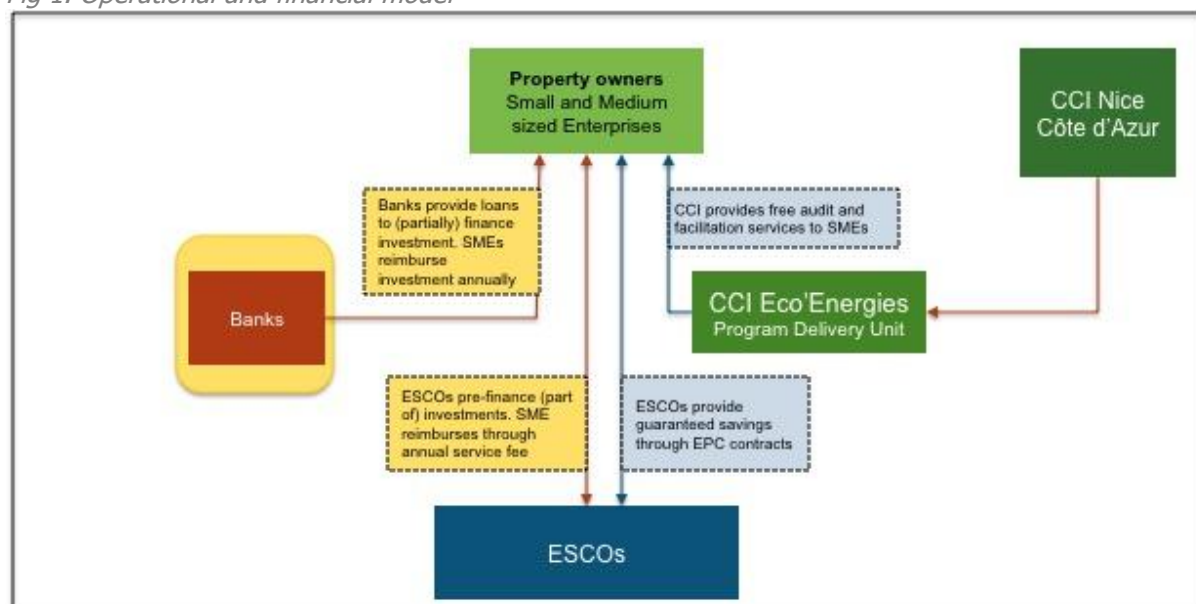 Fig 1: Operational and financial model
Property owners
Small and Medium
sized Enterprises
CCI Nice
Côte d'Azur
Banks provide loans
to (partially) finance
investment. SMEs
reimburse
investment annually
CCI provides free audit and
facilitation services to SMEs
Banks
CCI Eco'Energies
Program Delivery Unit
ESCOs pre-finance (part
of) investments. SME
reimburses through
annual service fee
ESCOs provide
guaranteed savings
through EPC contracts
ESCOs